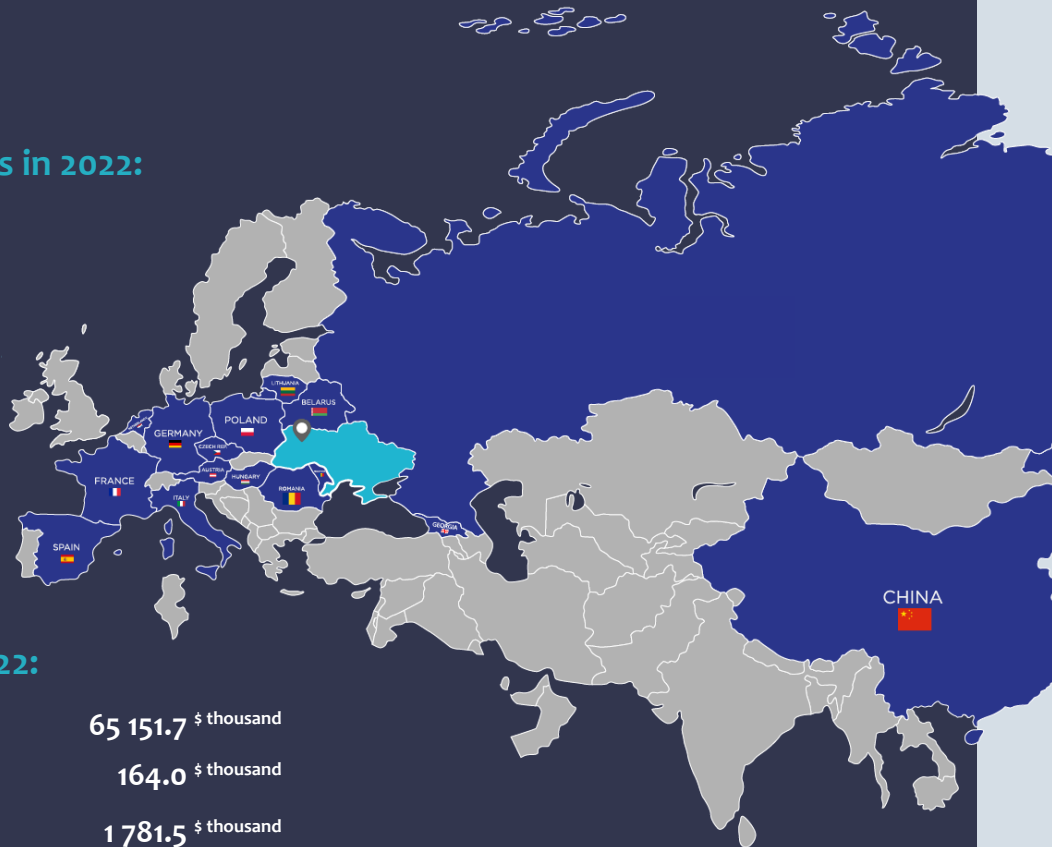 s in 2022:
LITHUANIA
BELARUS
POLAND
GERMANY
CZECH REP.
AUSTRIA
HUNGARY
FRANCE
ROMANIA
ITALY
GEORGIA
SPAIN
CHINA
22:
65 151.7 $ thousand
164.0 $ thousand
1 781.5 $ thousand